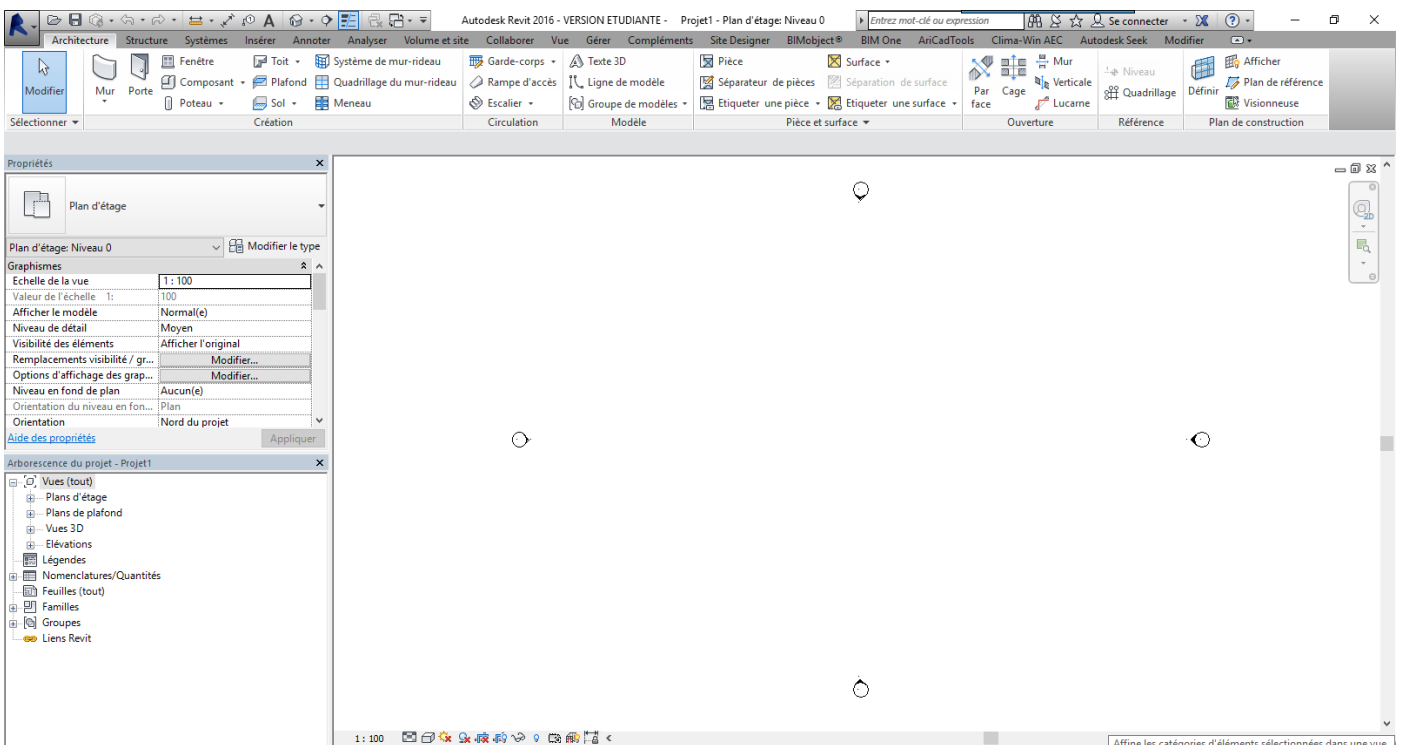 Autodesk Revit 2016 - VERSION ETUDIANTE - Projet1 - Plan d'étage: Niveau 0
Entrez mot-clé ou expression
Se connecter
Architecture Structure Systèmes Insérer Annoter Analyser Volume et site Collaborer Vue Gérer Compléments Site Designer BIMobject® BIM One AriCadTools Clima-Win AEC Autodesk Seek Modifier
Modifier
Sélectionner
Mur
Porte
Fenêtre
Composant
Poteau
Toit
Plafond
Sol
Système de mur-rideau
Quadrillage du mur-rideau
Meneau
Création
Garde-corps
Rampe d'accès
Escalier
Circulation
Texte 3D
Ligne de modèle
Groupe de modèles
Modèle
Pièce
Séparateur de pièces
Etiqueter une pièce
Surface
Séparation de surface
Etiqueter une surface
Pièce et surface
Par face
Cage
Mur
Verticale
Lucarne
Ouverture
Niveau
Quadrillage
Référence
Définir
Afficher
Plan de référence
Visionneuse
Plan de construction
Propriétés
Plan d'étage
Plan d'étage: Niveau 0
Modifier le type
Graphismes
Echelle de la vue 1 : 100
Valeur de l'échelle 1: 100
Afficher le modèle Normal(e)
Niveau de détail Moyen
Visibilité des éléments Afficher l'original
Remplacements visibilité / gr... Modifier...
Options d'affichage des grap... Modifier...
Niveau en fond de plan Aucun(e)
Orientation du niveau en fon... Plan
Orientation Nord du projet
Aide des propriétés
Appliquer
Arborescence du projet - Projet1
Vues (tout)
Plans d'étage
Plans de plafond
Vues 3D
Elévations
Légendes
Nomenclatures/Quantités
Feuilles (tout)
Familles
Groupes
Liens Revit
2D
1 : 100
Affine les catégories d'éléments sélectionnées dans une vue.